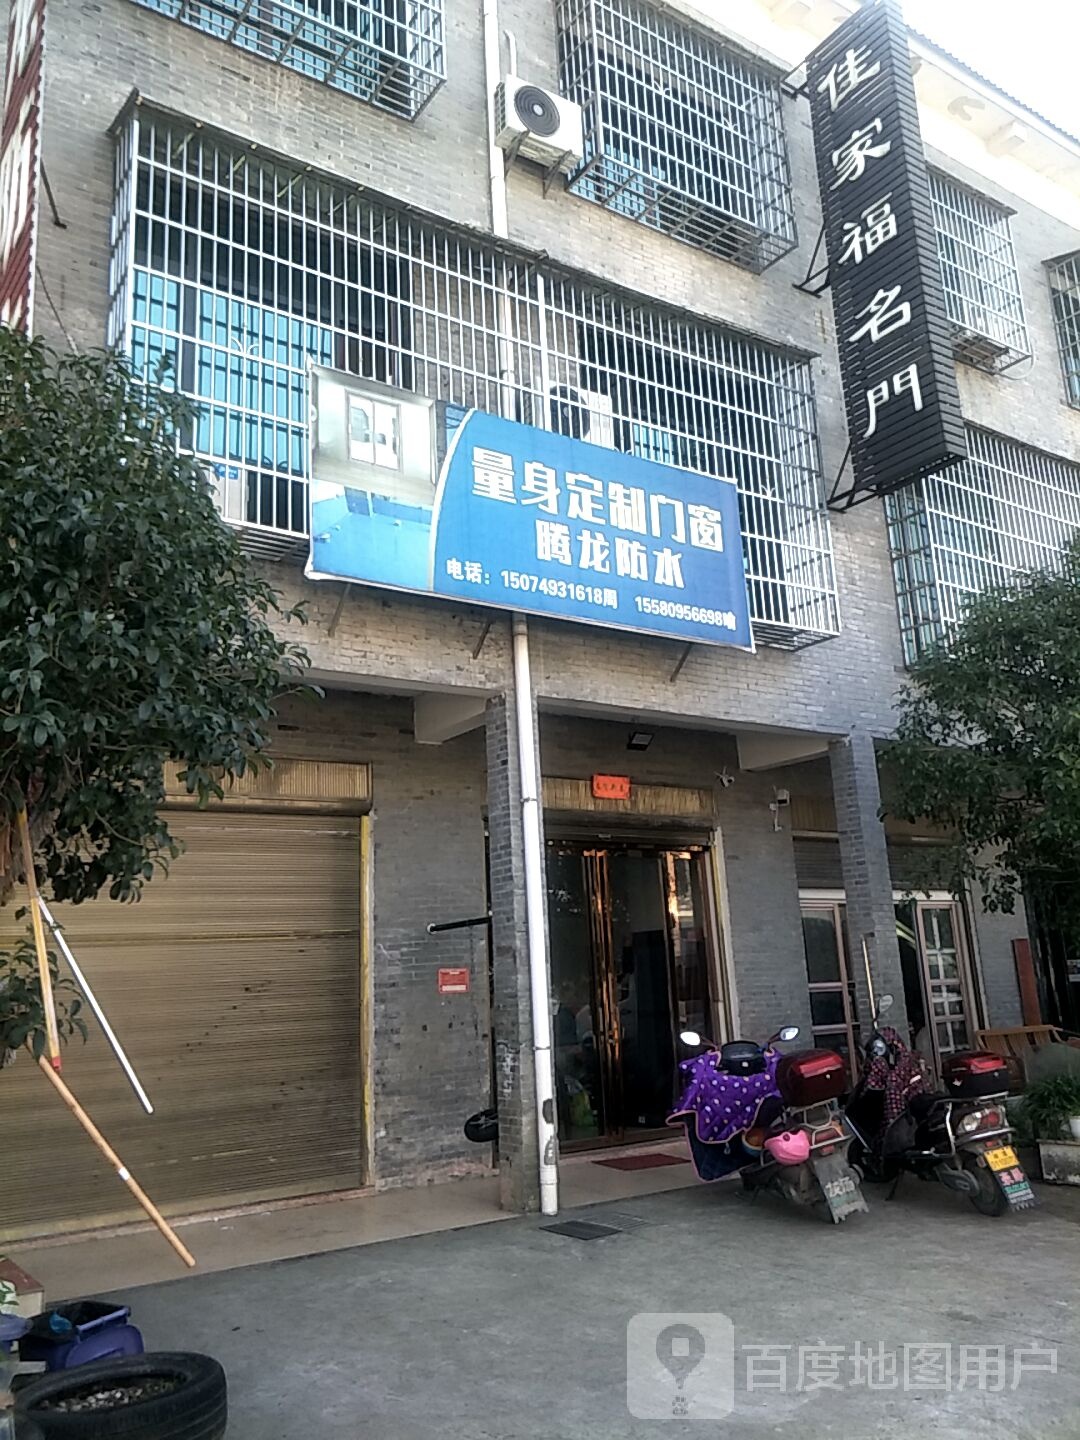 佳家福名門
量身定制门窗
腾龙防水
电话：15074931618周 15580956698喻
百度地图用户